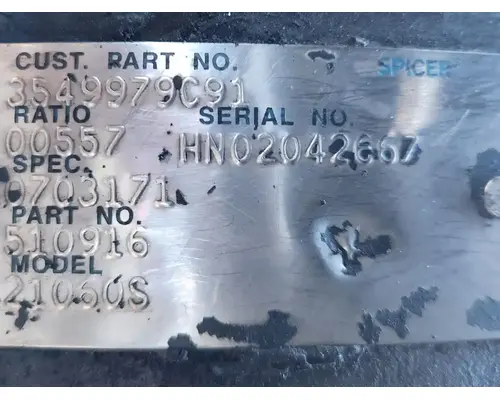 CUST. PART NO. SPICER
3549979C91
RATIO SERIAL NO.
00557 HN02042667
SPEC.
0703171
PART NO.
510916
MODEL
21060S